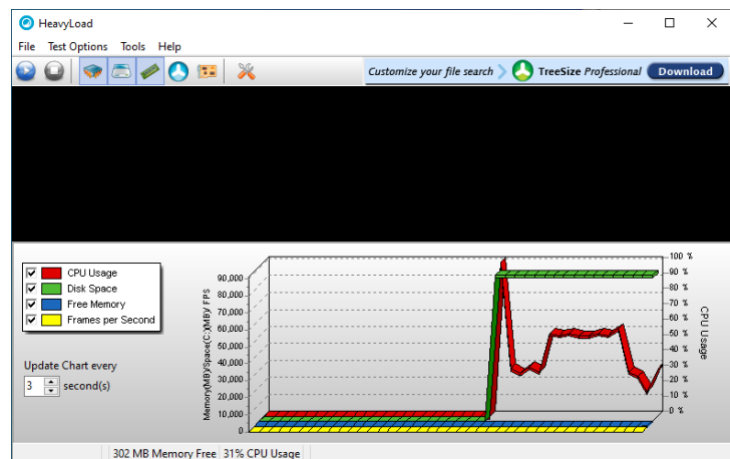 HeavyLoad
File Test Options Tools Help
Customize your file search TreeSize Professional Download
CPU Usage
Disk Space
Free Memory
Frames per Second
Update Chart every
3 second(s)
Memory(MB)/Space(C:)(MB)/ FPS
90,000
80,000
70,000
60,000
50,000
40,000
30,000
20,000
10,000
0
100 %
90 %
80 %
70 %
60 %
50 %
40 %
30 %
20 %
10 %
0 %
CPU Usage
302 MB Memory Free 31% CPU Usage